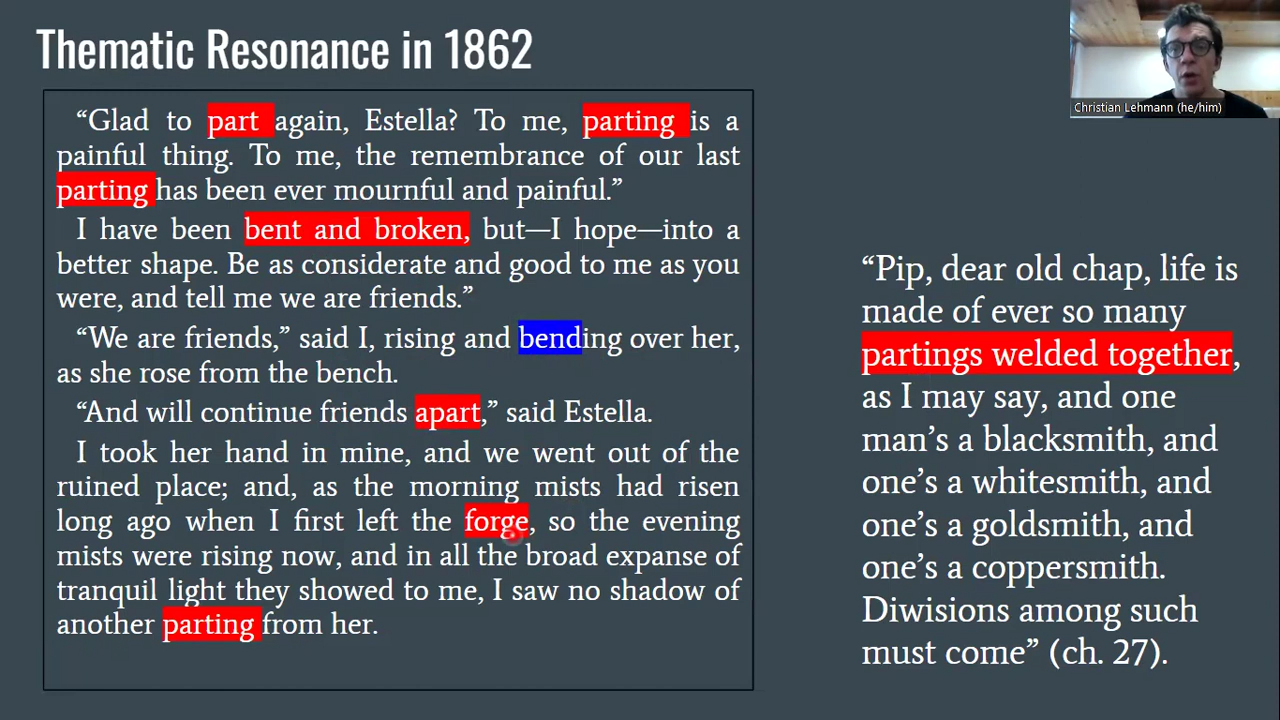 Thematic Resonance in 1862
Christian Lehmann (he/him)
“Glad to part again, Estella? To me, parting is a
painful thing. To me, the remembrance of our last
parting has been ever mournful and painful.”
I have been bent and broken, but—I hope—into a
better shape. Be as considerate and good to me as you
were, and tell me we are friends.”
“We are friends,” said I, rising and bending over her,
as she rose from the bench.
“And will continue friends apart,” said Estella.
I took her hand in mine, and we went out of the
ruined place; and, as the morning mists had risen
long ago when I first left the forge, so the evening
mists were rising now, and in all the broad expanse of
tranquil light they showed to me, I saw no shadow of
another parting from her.
“Pip, dear old chap, life is
made of ever so many
partings welded together,
as I may say, and one
man’s a blacksmith, and
one’s a whitesmith, and
one’s a goldsmith, and
one’s a coppersmith.
Diwisions among such
must come” (ch. 27).